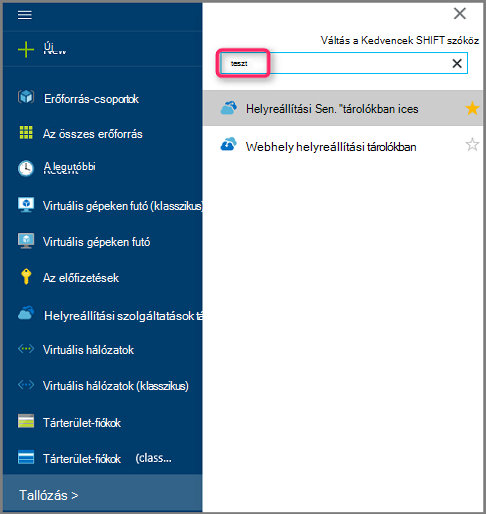 Új
New
Erőforrás-csoportok
Az összes erőforrás
A legutóbbi
Recent
Virtuális gépeken futó (klasszikus)
Virtuális gépeken futó
Az előfizetések
Helyreállítási szolgáltatások tá
Virtuális hálózatok
Virtuális hálózatok (klasszikus)
Tárterület-fiókok
Tárterület-fiókok (class...
Tallózás >
Váltás a Kedvencek SHIFT szóköz
teszt
Helyreállítási Sen. "tárolókban ices
Webhely helyreállítási tárolókban